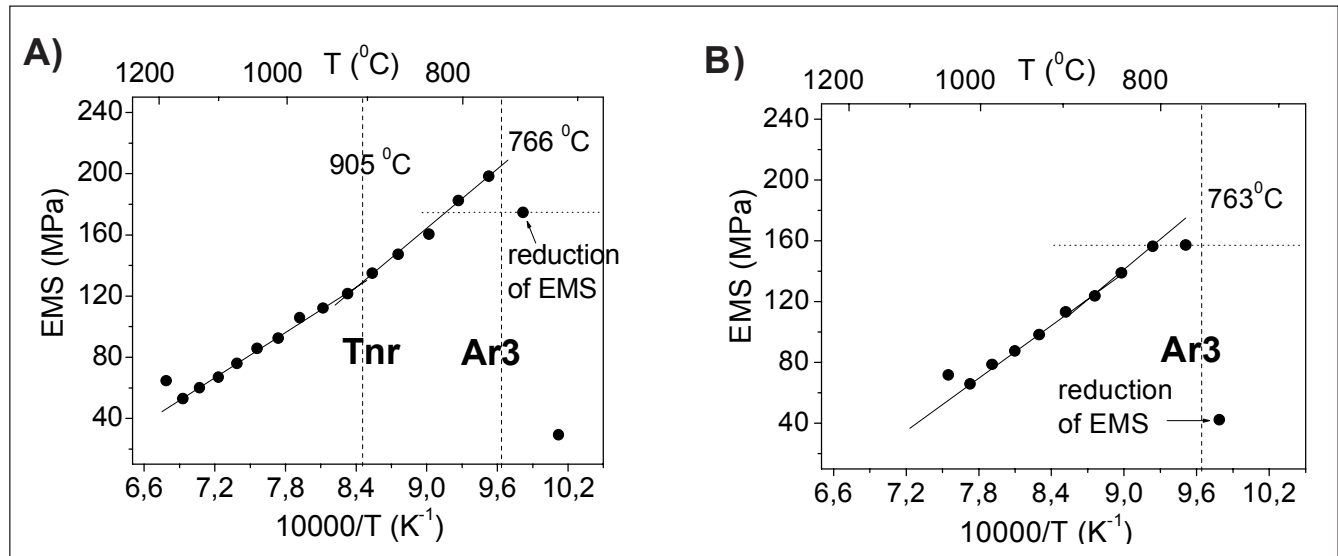 A)
T (⁰C)
1200
1000
800
240
200
160
120
80
40
EMS (MPa)
905 ⁰C
766 ⁰C
reduction
of EMS
Tnr
Ar3
6,6
7,2
7,8
8,4
9,0
9,6
10,2
10000/T (K⁻¹)
B)
T (⁰C)
1200
1000
800
240
200
160
120
80
40
EMS (MPa)
763⁰C
Ar3
reduction
of EMS
6,6
7,2
7,8
8,4
9,0
9,6
10,2
10000/T (K⁻¹)